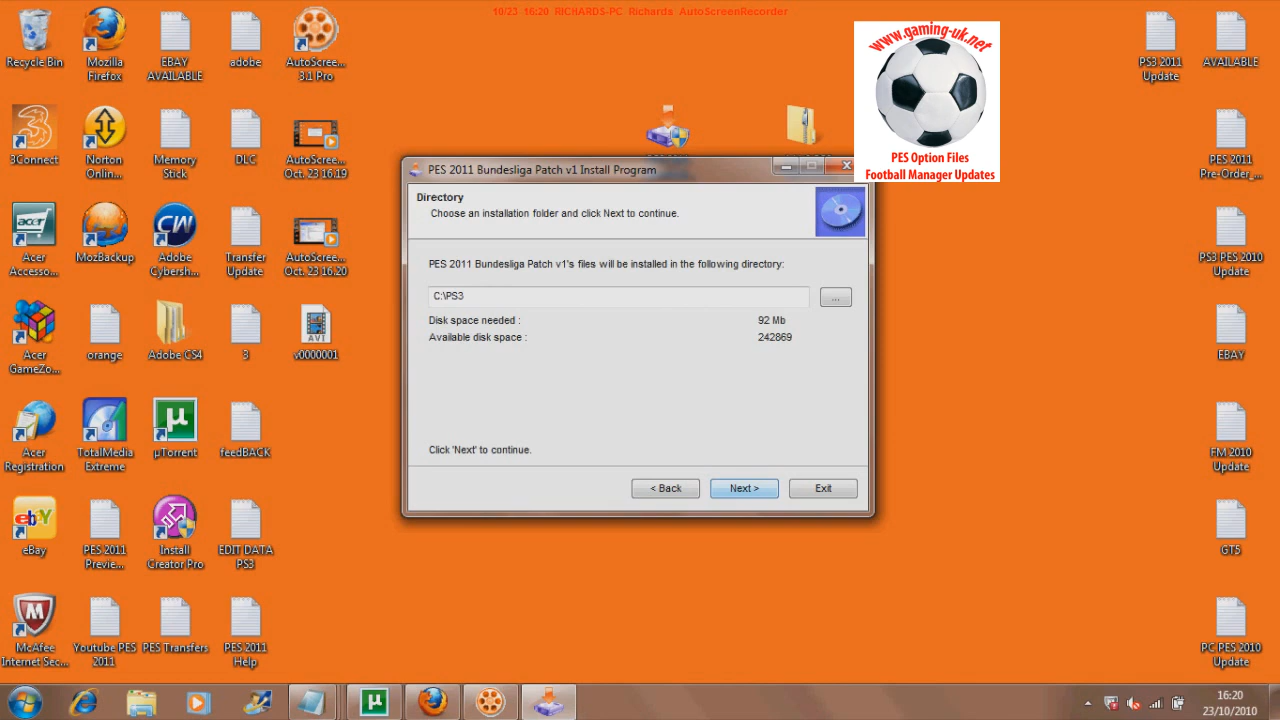 10/23 16:20 RICHARDS-PC Richards AutoScreenRecorder
www.gaming-uk.net
PES Option Files
Football Manager Updates
Recycle Bin
Mozilla
Firefox
EBAY
AVAILABLE
adobe
AutoScree...
3.1 Pro
PS3 2011
Update
AVAILABLE
3Connect
Norton
Onlin...
Memory
Stick
DLC
AutoScree...
Oct. 23 16.19
PES 2011
Pre-Order_...
Acer
Accesso...
MozBackup
Adobe
Cybersh...
Transfer
Update
AutoScree...
Oct. 23 16.20
PS3 PES 2010
Update
Acer
GameZo...
orange
Adobe CS4
3
v0000001
AVI
EBAY
Acer
Registration
TotalMedia
Extreme
µTorrent
feedBACK
FM 2010
Update
eBay
PES 2011
Previe...
Install
Creator Pro
EDIT DATA
PS3
GT5
McAfee
Internet Sec...
Youtube PES
2011
PES Transfers
PES 2011
Help
PC PES 2010
Update
PES 2011 Bundesliga Patch v1 Install Program
Directory
Choose an installation folder and click Next to continue.
PES 2011 Bundesliga Patch v1's files will be installed in the following directory:
C:\PS3
...
Disk space needed : 92 Mb
Available disk space : 242869
Click 'Next' to continue.
< Back Next > Exit
16:20
23/10/2010